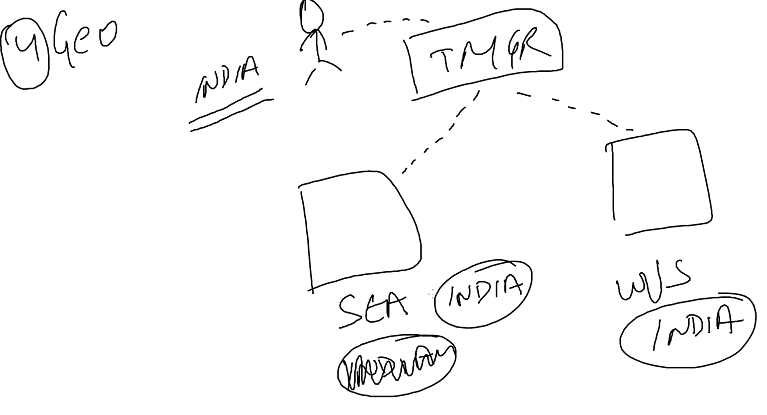 4 Geo
INDIA
TMGR
SEA INDIA
WUS
INDIA